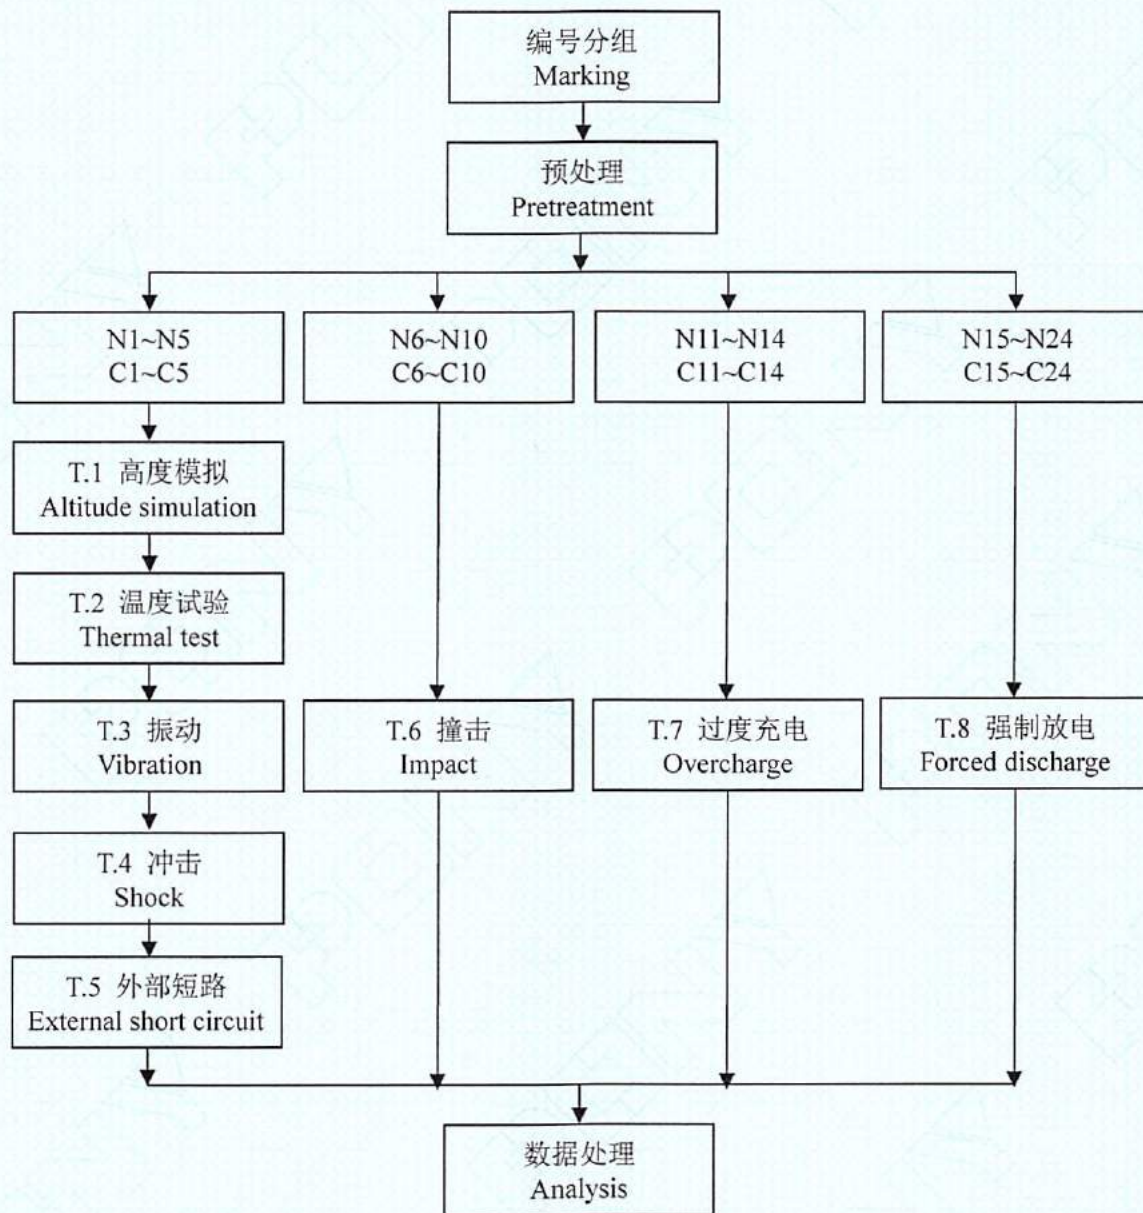 编号分组
Marking
预处理
Pretreatment
N1~N5
C1~C5
N6~N10
C6~C10
N11~N14
C11~C14
N15~N24
C15~C24
T.1 高度模拟
Altitude simulation
T.2 温度试验
Thermal test
T.3 振动
Vibration
T.6 撞击
Impact
T.7 过度充电
Overcharge
T.8 强制放电
Forced discharge
T.4 冲击
Shock
T.5 外部短路
External short circuit
数据处理
Analysis